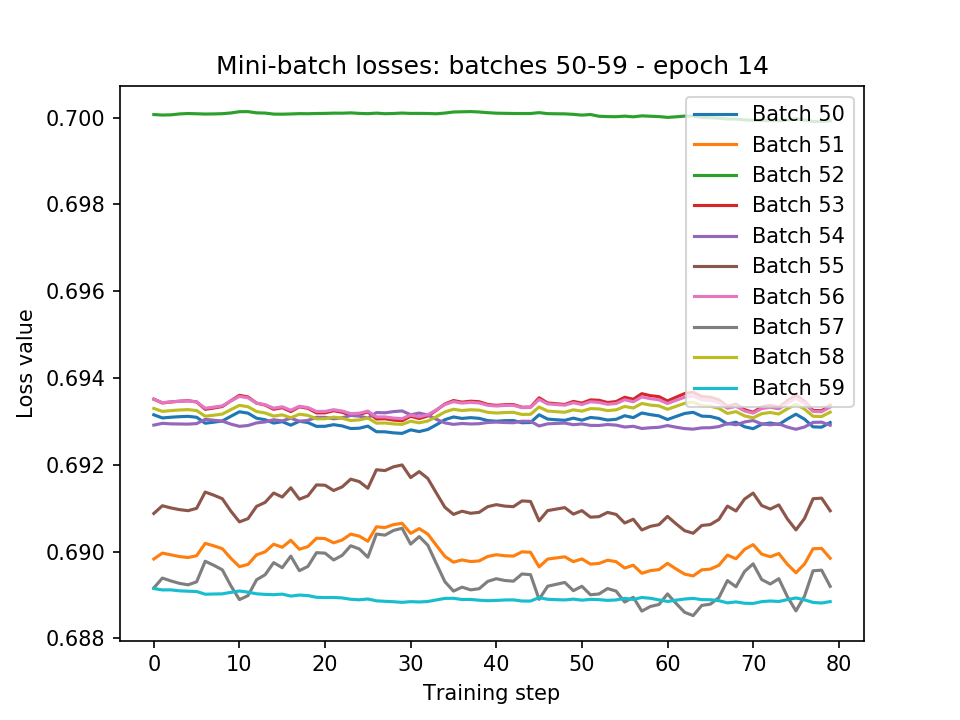 Mini-batch losses: batches 50-59 - epoch 14
0.700
0.698
0.696
0.694
0.692
0.690
0.688
Loss value
0
10
20
30
40
50
60
70
80
Training step
Batch 50
Batch 51
Batch 52
Batch 53
Batch 54
Batch 55
Batch 56
Batch 57
Batch 58
Batch 59